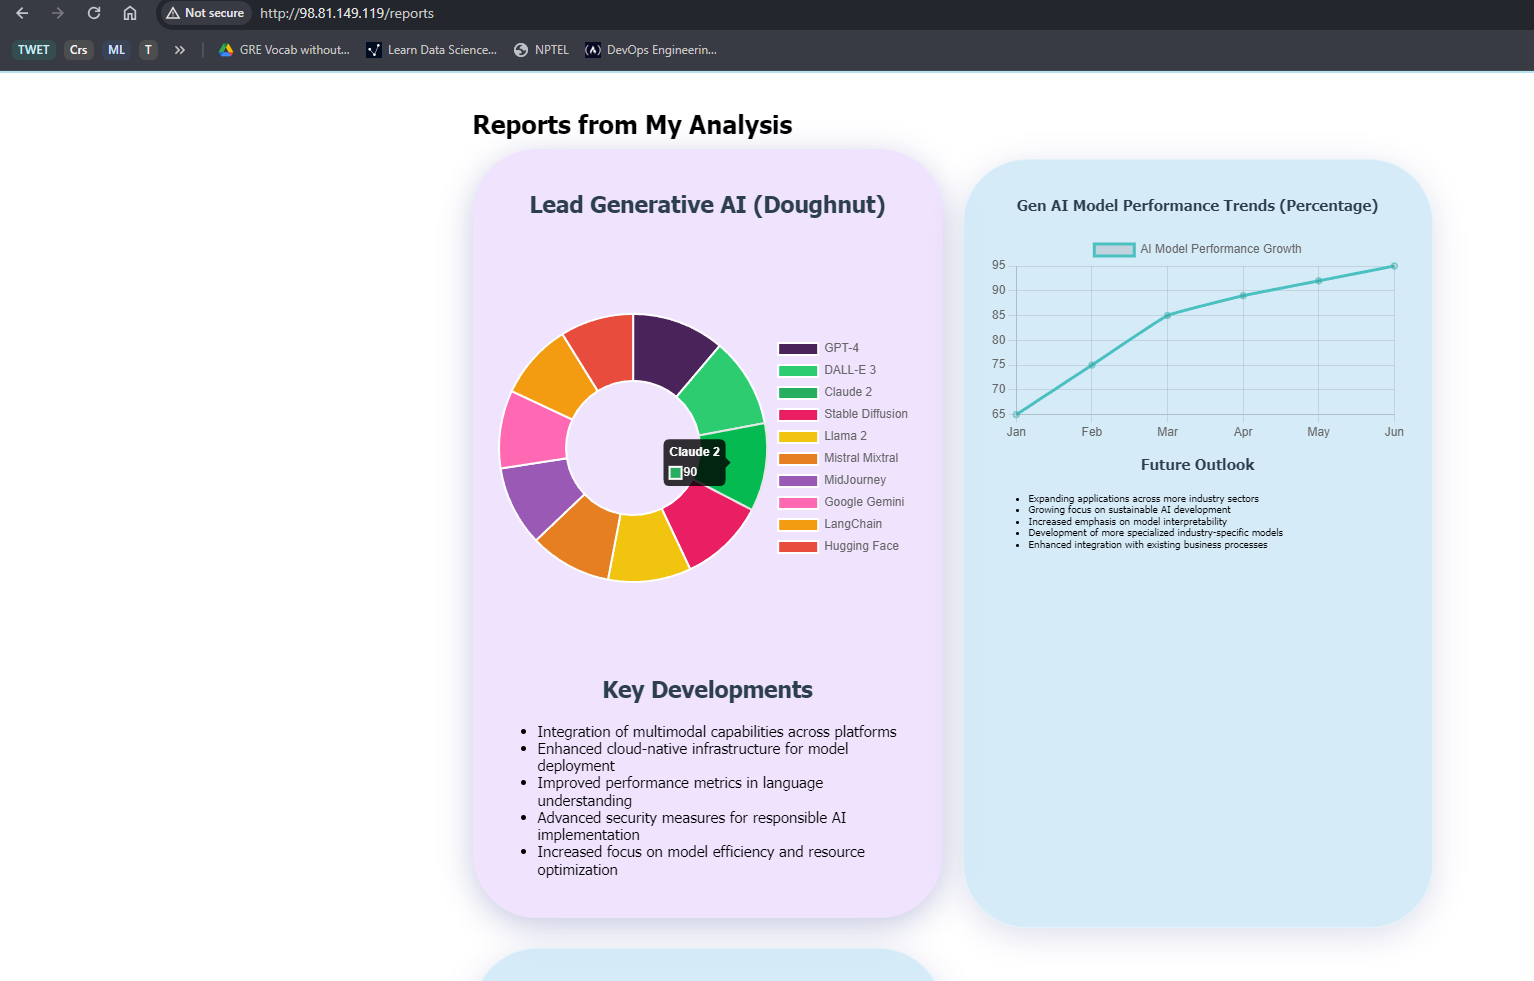 Not secure
http://98.81.149.119/reports
TWET
Crs
ML
T
GRE Vocab without...
Learn Data Science...
NPTEL
DevOps Engineerin...
Reports from My Analysis
Lead Generative AI (Doughnut)
GPT-4
DALL-E 3
Claude 2
Stable Diffusion
Llama 2
Mistral Mixtral
MidJourney
Google Gemini
LangChain
Hugging Face
Claude 2
90
Key Developments
• Integration of multimodal capabilities across platforms
• Enhanced cloud-native infrastructure for model
deployment
• Improved performance metrics in language
understanding
• Advanced security measures for responsible AI
implementation
• Increased focus on model efficiency and resource
optimization
Gen AI Model Performance Trends (Percentage)
AI Model Performance Growth
95
90
85
80
75
70
65
Jan Feb Mar Apr May Jun
Future Outlook
• Expanding applications across more industry sectors
• Growing focus on sustainable AI development
• Increased emphasis on model interpretability
• Development of more specialized industry-specific models
• Enhanced integration with existing business processes